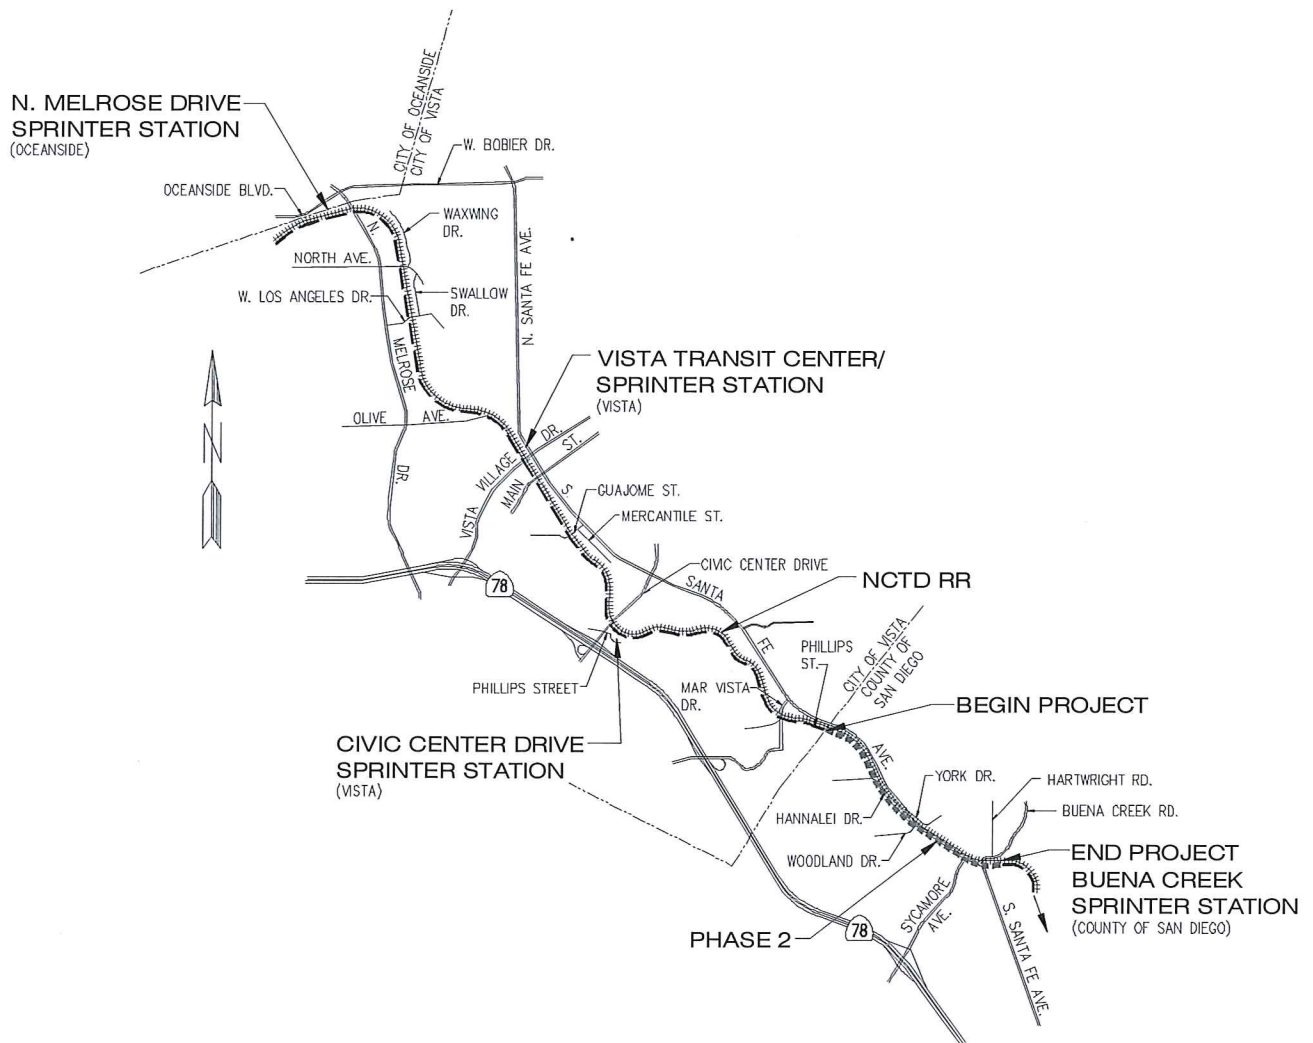 N. MELROSE DRIVE
SPRINTER STATION
(OCEANSIDE)
CITY OF OCEANSIDE
CITY OF VISTA
W. BOBIER DR.
OCEANSIDE BLVD.
WAXWING
DR.
N.
NORTH AVE.
N. SANTA FE AVE.
W. LOS ANGELES DR.
SWALLOW
DR.
MELROSE
VISTA TRANSIT CENTER/
SPRINTER STATION
(VISTA)
OLIVE AVE.
DR.
N
VISTA VILLAGE DR.
MAIN ST.
S.
GUAJOME ST.
MERCANTILE ST.
CIVIC CENTER DRIVE
78
SANTA
NCTD RR
FE
PHILLIPS
ST.
CITY OF VISTA
COUNTY OF
SAN DIEGO
PHILLIPS STREET
MAR VISTA
DR.
BEGIN PROJECT
CIVIC CENTER DRIVE
SPRINTER STATION
(VISTA)
AVE.
YORK DR.
HARTWRIGHT RD.
HANNALEI DR.
BUENA CREEK RD.
WOODLAND DR.
END PROJECT
BUENA CREEK
SPRINTER STATION
(COUNTY OF SAN DIEGO)
SYCAMORE
AVE.
PHASE 2
78
S. SANTA FE AVE.